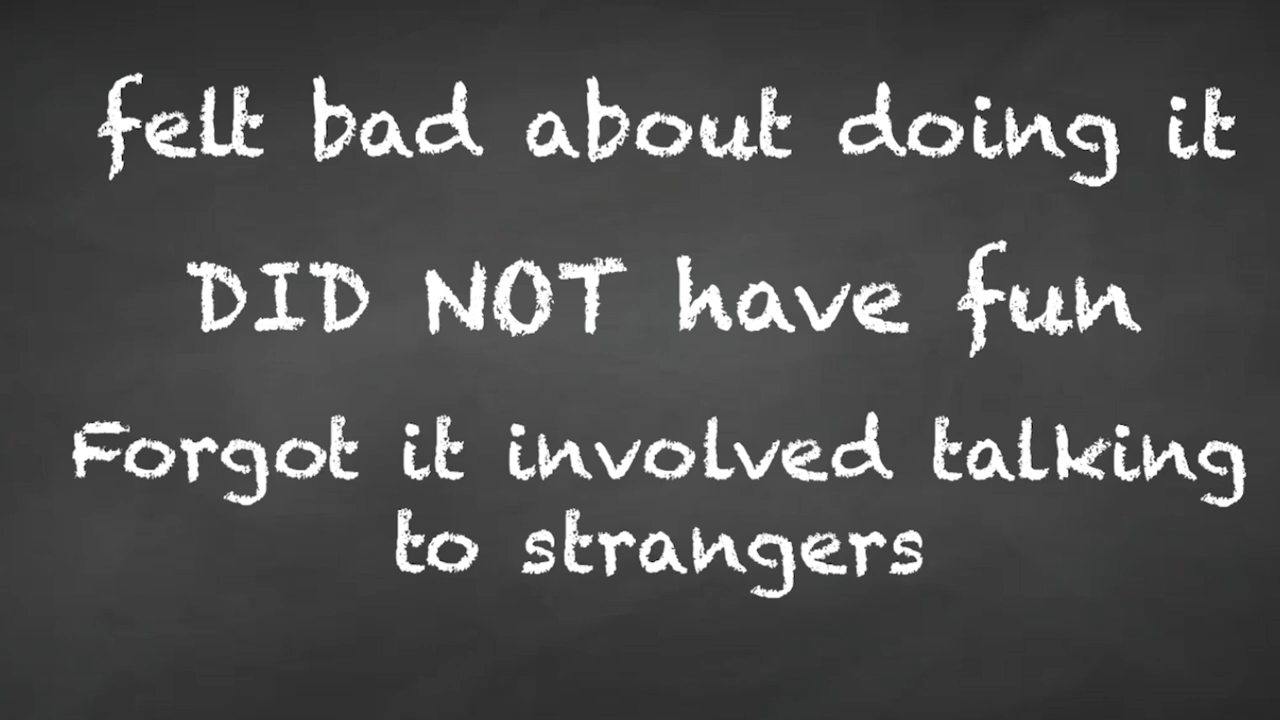 felt bad about doing it
DID NOT have fun
Forgot it involved talking
to strangers